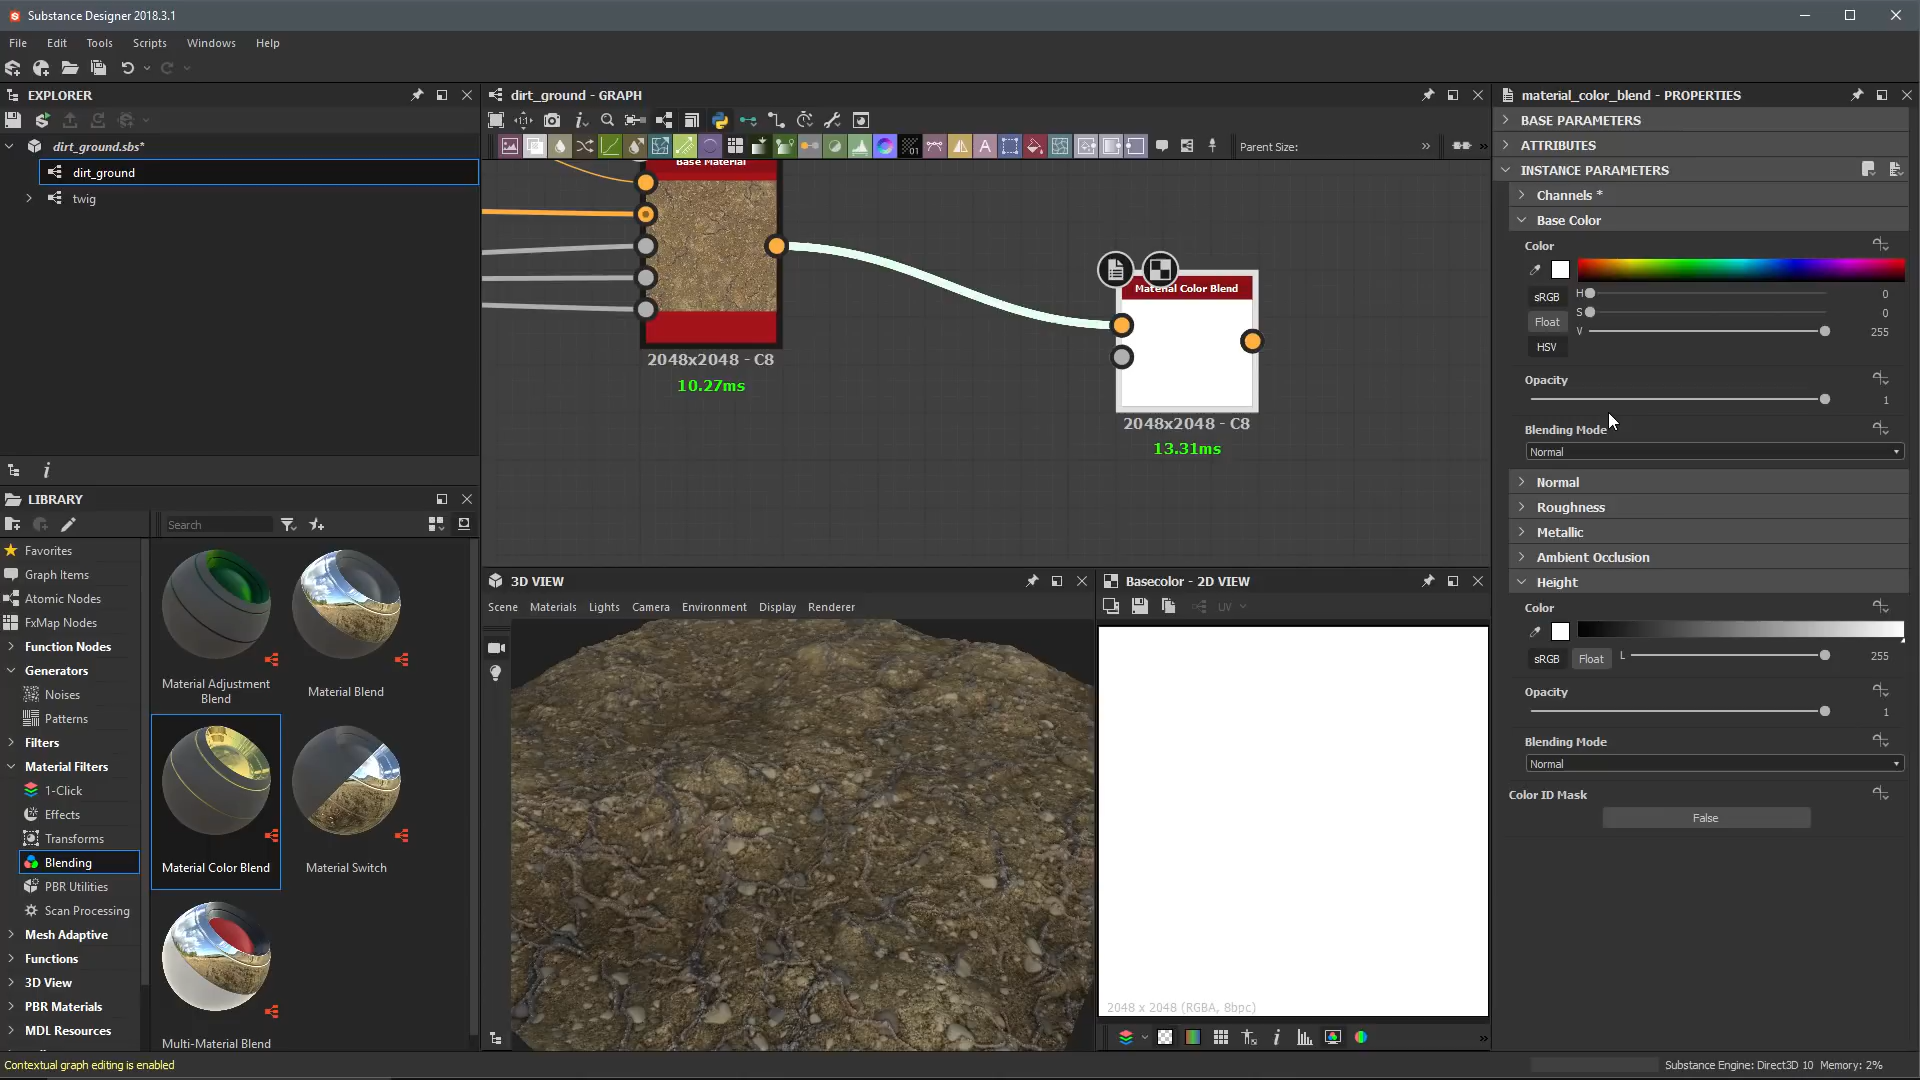 Substance Designer 2018.3.1
File Edit Tools Scripts Windows Help
EXPLORER
dirt_ground.sbs*
dirt_ground
twig
LIBRARY
Search
Favorites
Graph Items
Atomic Nodes
FxMap Nodes
Function Nodes
Generators
Noises
Patterns
Filters
Material Filters
1-Click
Effects
Transforms
Blending
PBR Utilities
Scan Processing
Mesh Adaptive
Functions
3D View
PBR Materials
MDL Resources
Material Adjustment
Blend
Material Blend
Material Color Blend
Material Switch
Multi-Material Blend
dirt_ground - GRAPH
Parent Size:
Base Material
2048x2048 - C8
10.27ms
Material Color Blend
2048x2048 - C8
13.31ms
3D VIEW
Scene Materials Lights Camera Environment Display Renderer
Basecolor - 2D VIEW
UV
2048 x 2048 (RGBA, 8bpc)
material_color_blend - PROPERTIES
BASE PARAMETERS
ATTRIBUTES
INSTANCE PARAMETERS
Channels *
Base Color
Color
sRGB H 0
Float S 0
HSV V 255
Opacity
1
Blending Mode
Normal
Normal
Roughness
Metallic
Ambient Occlusion
Height
Color
sRGB Float L 255
Opacity
1
Blending Mode
Normal
Color ID Mask
False
Contextual graph editing is enabled
Substance Engine: Direct3D 10 Memory: 2%